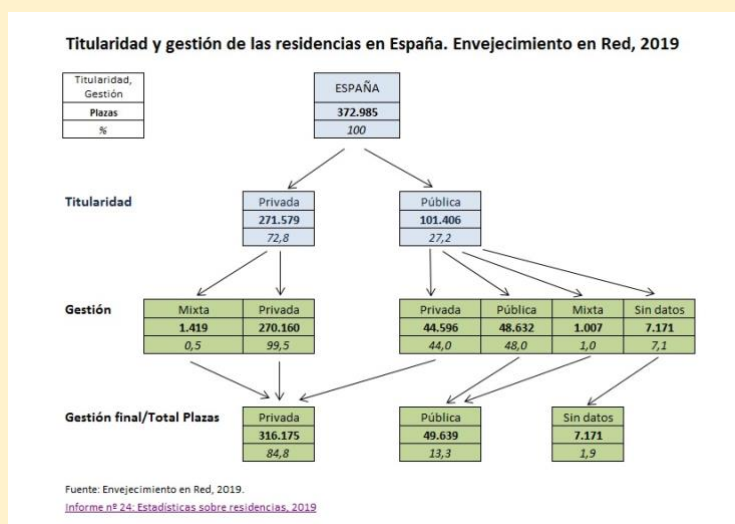 Titularidad y gestión de las residencias en España. Envejecimiento en Red, 2019
Titularidad,
Gestión
Plazas
%
ESPAÑA
372.985
100
Titularidad
Privada
271.579
72,8
Pública
101.406
27,2
Gestión
Mixta
1.419
0,5
Privada
270.160
99,5
Privada
44.596
44,0
Pública
48.632
48,0
Mixta
1.007
1,0
Sin datos
7.171
7,1
Gestión final/Total Plazas
Privada
316.175
84,8
Pública
49.639
13,3
Sin datos
7.171
1,9
Fuente: Envejecimiento en Red, 2019.
Informe nº 24: Estadísticas sobre residencias, 2019